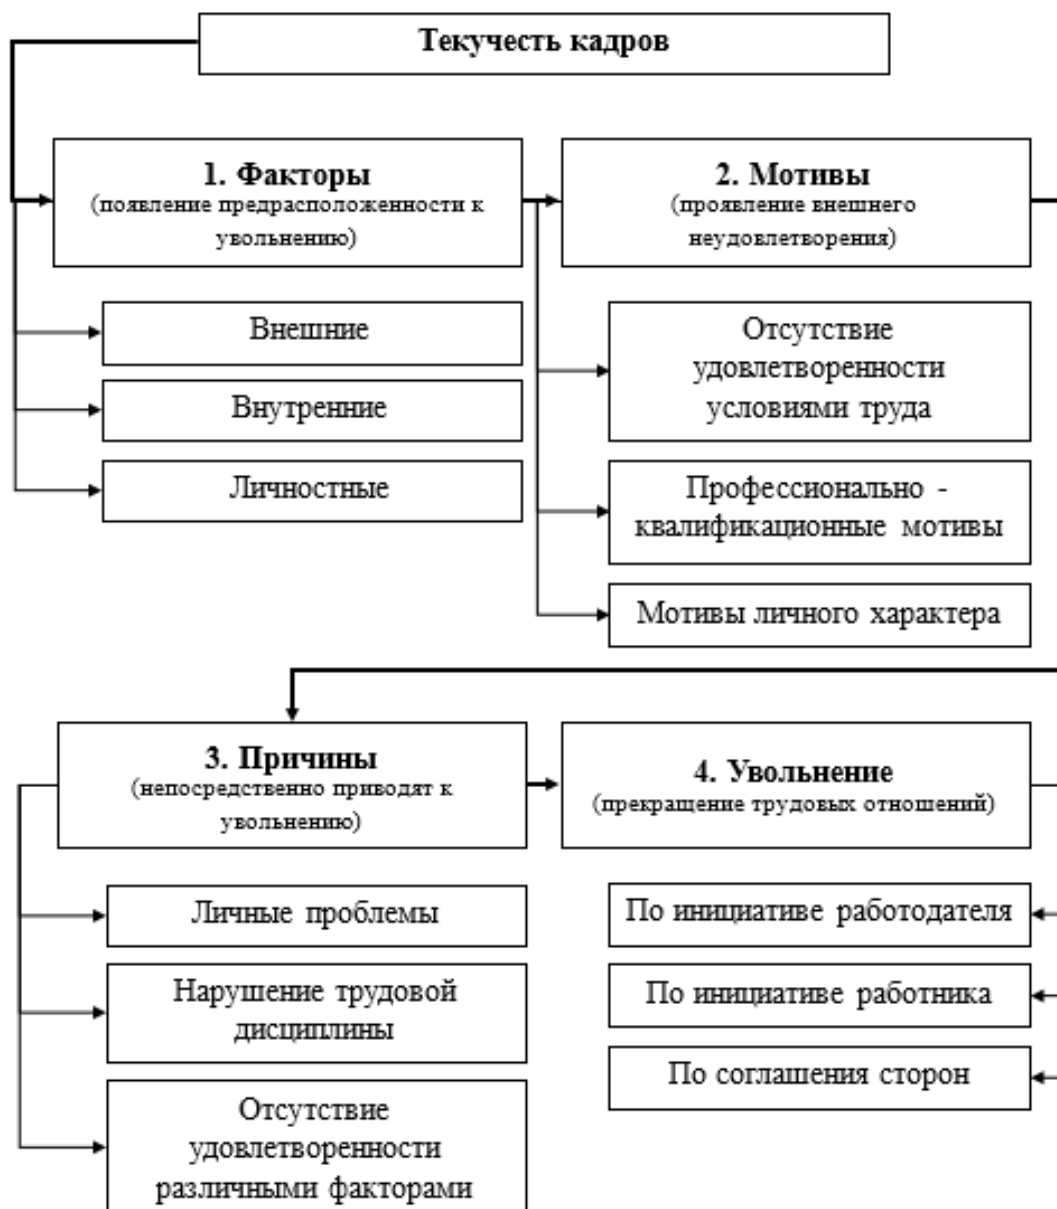 Текучесть кадров
1. Факторы
(появление предрасположенности к
увольнению)
2. Мотивы
(проявление внешнего
неудовлетворения)
Внешние
Внутренние
Личностные
Отсутствие
удовлетворенности
условиями труда
Профессионально -
квалификационные мотивы
Мотивы личного характера
3. Причины
(непосредственно приводят к
увольнению)
4. Увольнение
(прекращение трудовых отношений)
Личные проблемы
Нарушение трудовой
дисциплины
Отсутствие
удовлетворенности
различными факторами
По инициативе работодателя
По инициативе работника
По соглашения сторон